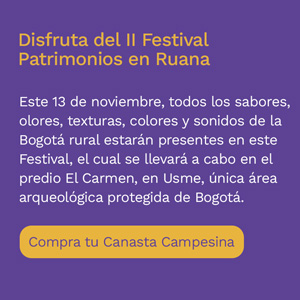 Disfruta del II Festival
Patrimonios en Ruana
Este 13 de noviembre, todos los sabores,
olores, texturas, colores y sonidos de la
Bogotá rural estarán presentes en este
Festival, el cual se llevará a cabo en el
predio El Carmen, en Usme, única área
arqueológica protegida de Bogotá.
Compra tu Canasta Campesina